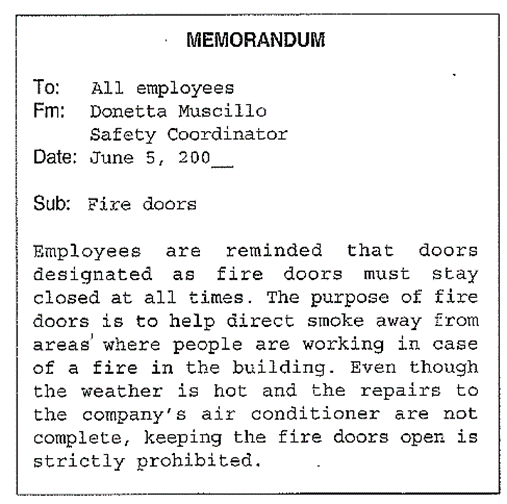 MEMORANDUM
To: All employees
Fm: Donetta Muscillo
Safety Coordinator
Date: June 5, 200__
Sub: Fire doors
Employees are reminded that doors
designated as fire doors must stay
closed at all times. The purpose of fire
doors is to help direct smoke away from
areas where people are working in case
of a fire in the building. Even though
the weather is hot and the repairs to
the company's air conditioner are not
complete, keeping the fire doors open is
strictly prohibited.